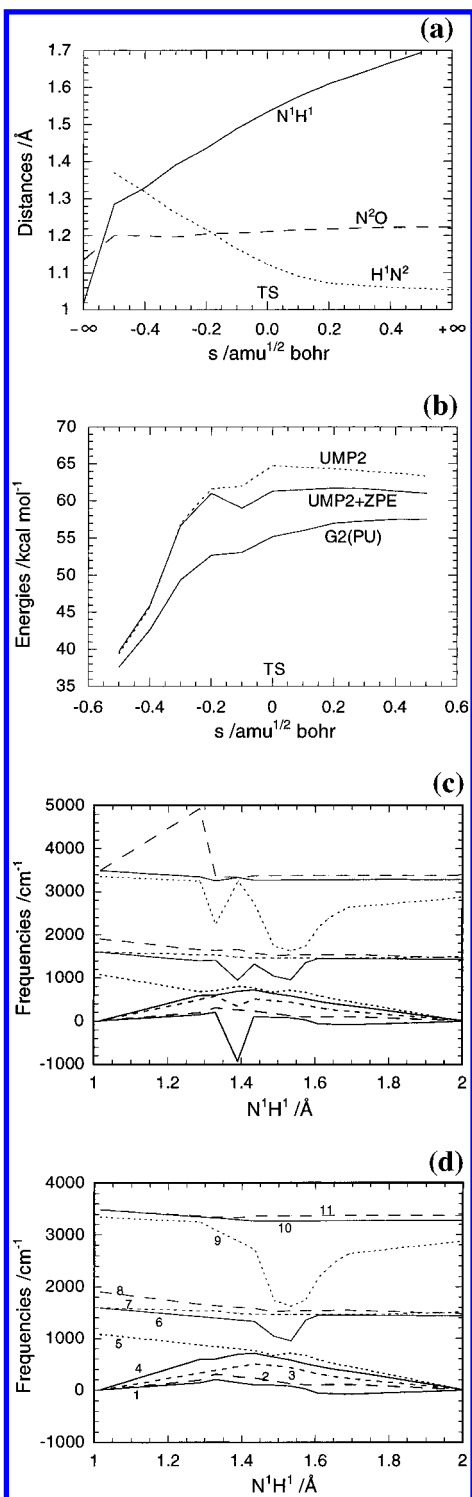 (a)
1.7
1.6
1.5
1.4
1.3
1.2
1.1
1
Distances /Å
N¹H¹
N²O
H¹N²
TS
−∞ -0.4 -0.2 0.0 0.2 0.4 +∞
s /amu¹/² bohr
(b)
70
65
60
55
50
45
40
35
Energies /kcal mol⁻¹
UMP2
UMP2+ZPE
G2(PU)
TS
-0.6 -0.4 -0.2 0 0.2 0.4 0.6
s /amu¹/² bohr
(c)
5000
4000
3000
2000
1000
0
-1000
Frequencies /cm⁻¹
1 1.2 1.4 1.6 1.8 2
N¹H¹ /Å
(d)
4000
3000
2000
1000
0
-1000
Frequencies /cm⁻¹
11
10
9
8
7
6
5
4
3
2
1
1 1.2 1.4 1.6 1.8 2
N¹H¹ /Å